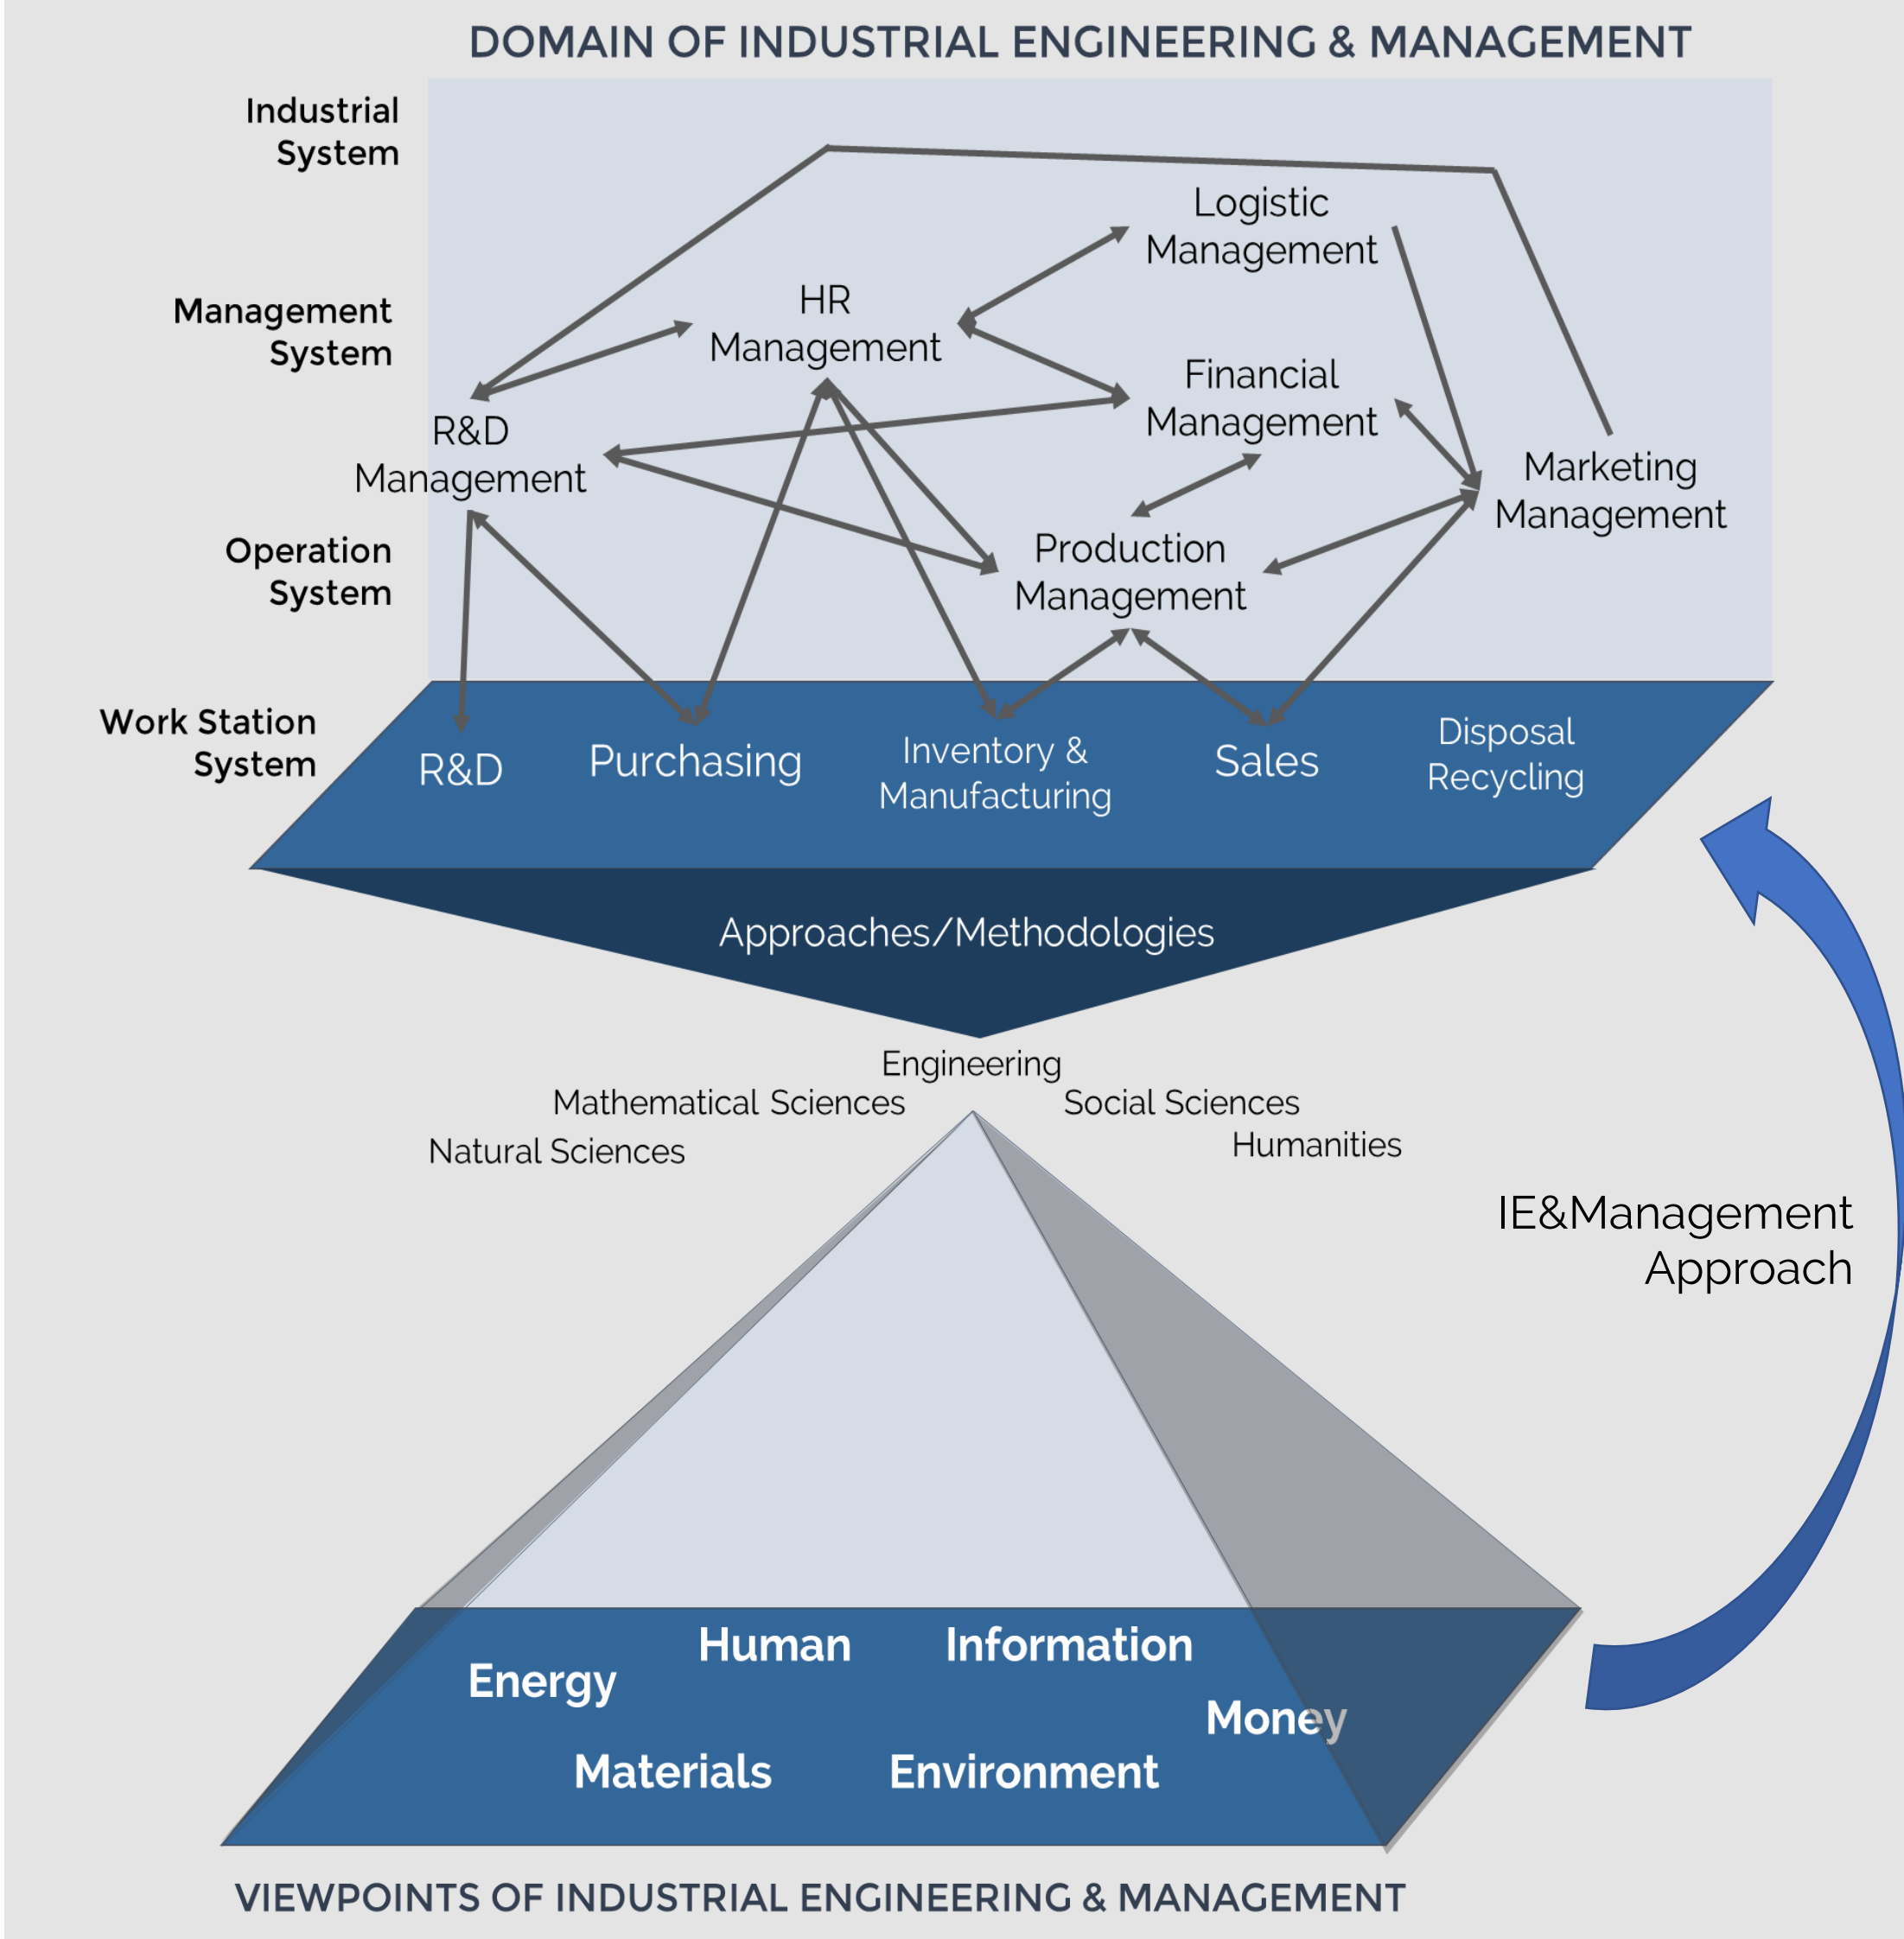 DOMAIN OF INDUSTRIAL ENGINEERING & MANAGEMENT
Industrial
System
Logistic
Management
HR
Management
Management
System
Financial
Management
R&D
Management
Marketing
Management
Operation
System
Production
Management
Work Station
System
R&D
Purchasing
Inventory &
Manufacturing
Sales
Disposal
Recycling
Approaches/Methodologies
Engineering
Mathematical Sciences
Social Sciences
Natural Sciences
Humanities
IE&Management
Approach
Human
Information
Energy
Money
Materials
Environment
VIEWPOINTS OF INDUSTRIAL ENGINEERING & MANAGEMENT